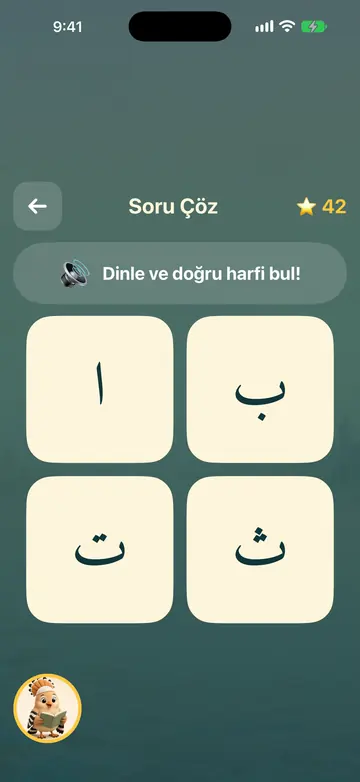 9:41
Soru Çöz
42
Dinle ve doğru harfi bul!
ا
ب
ت
ث